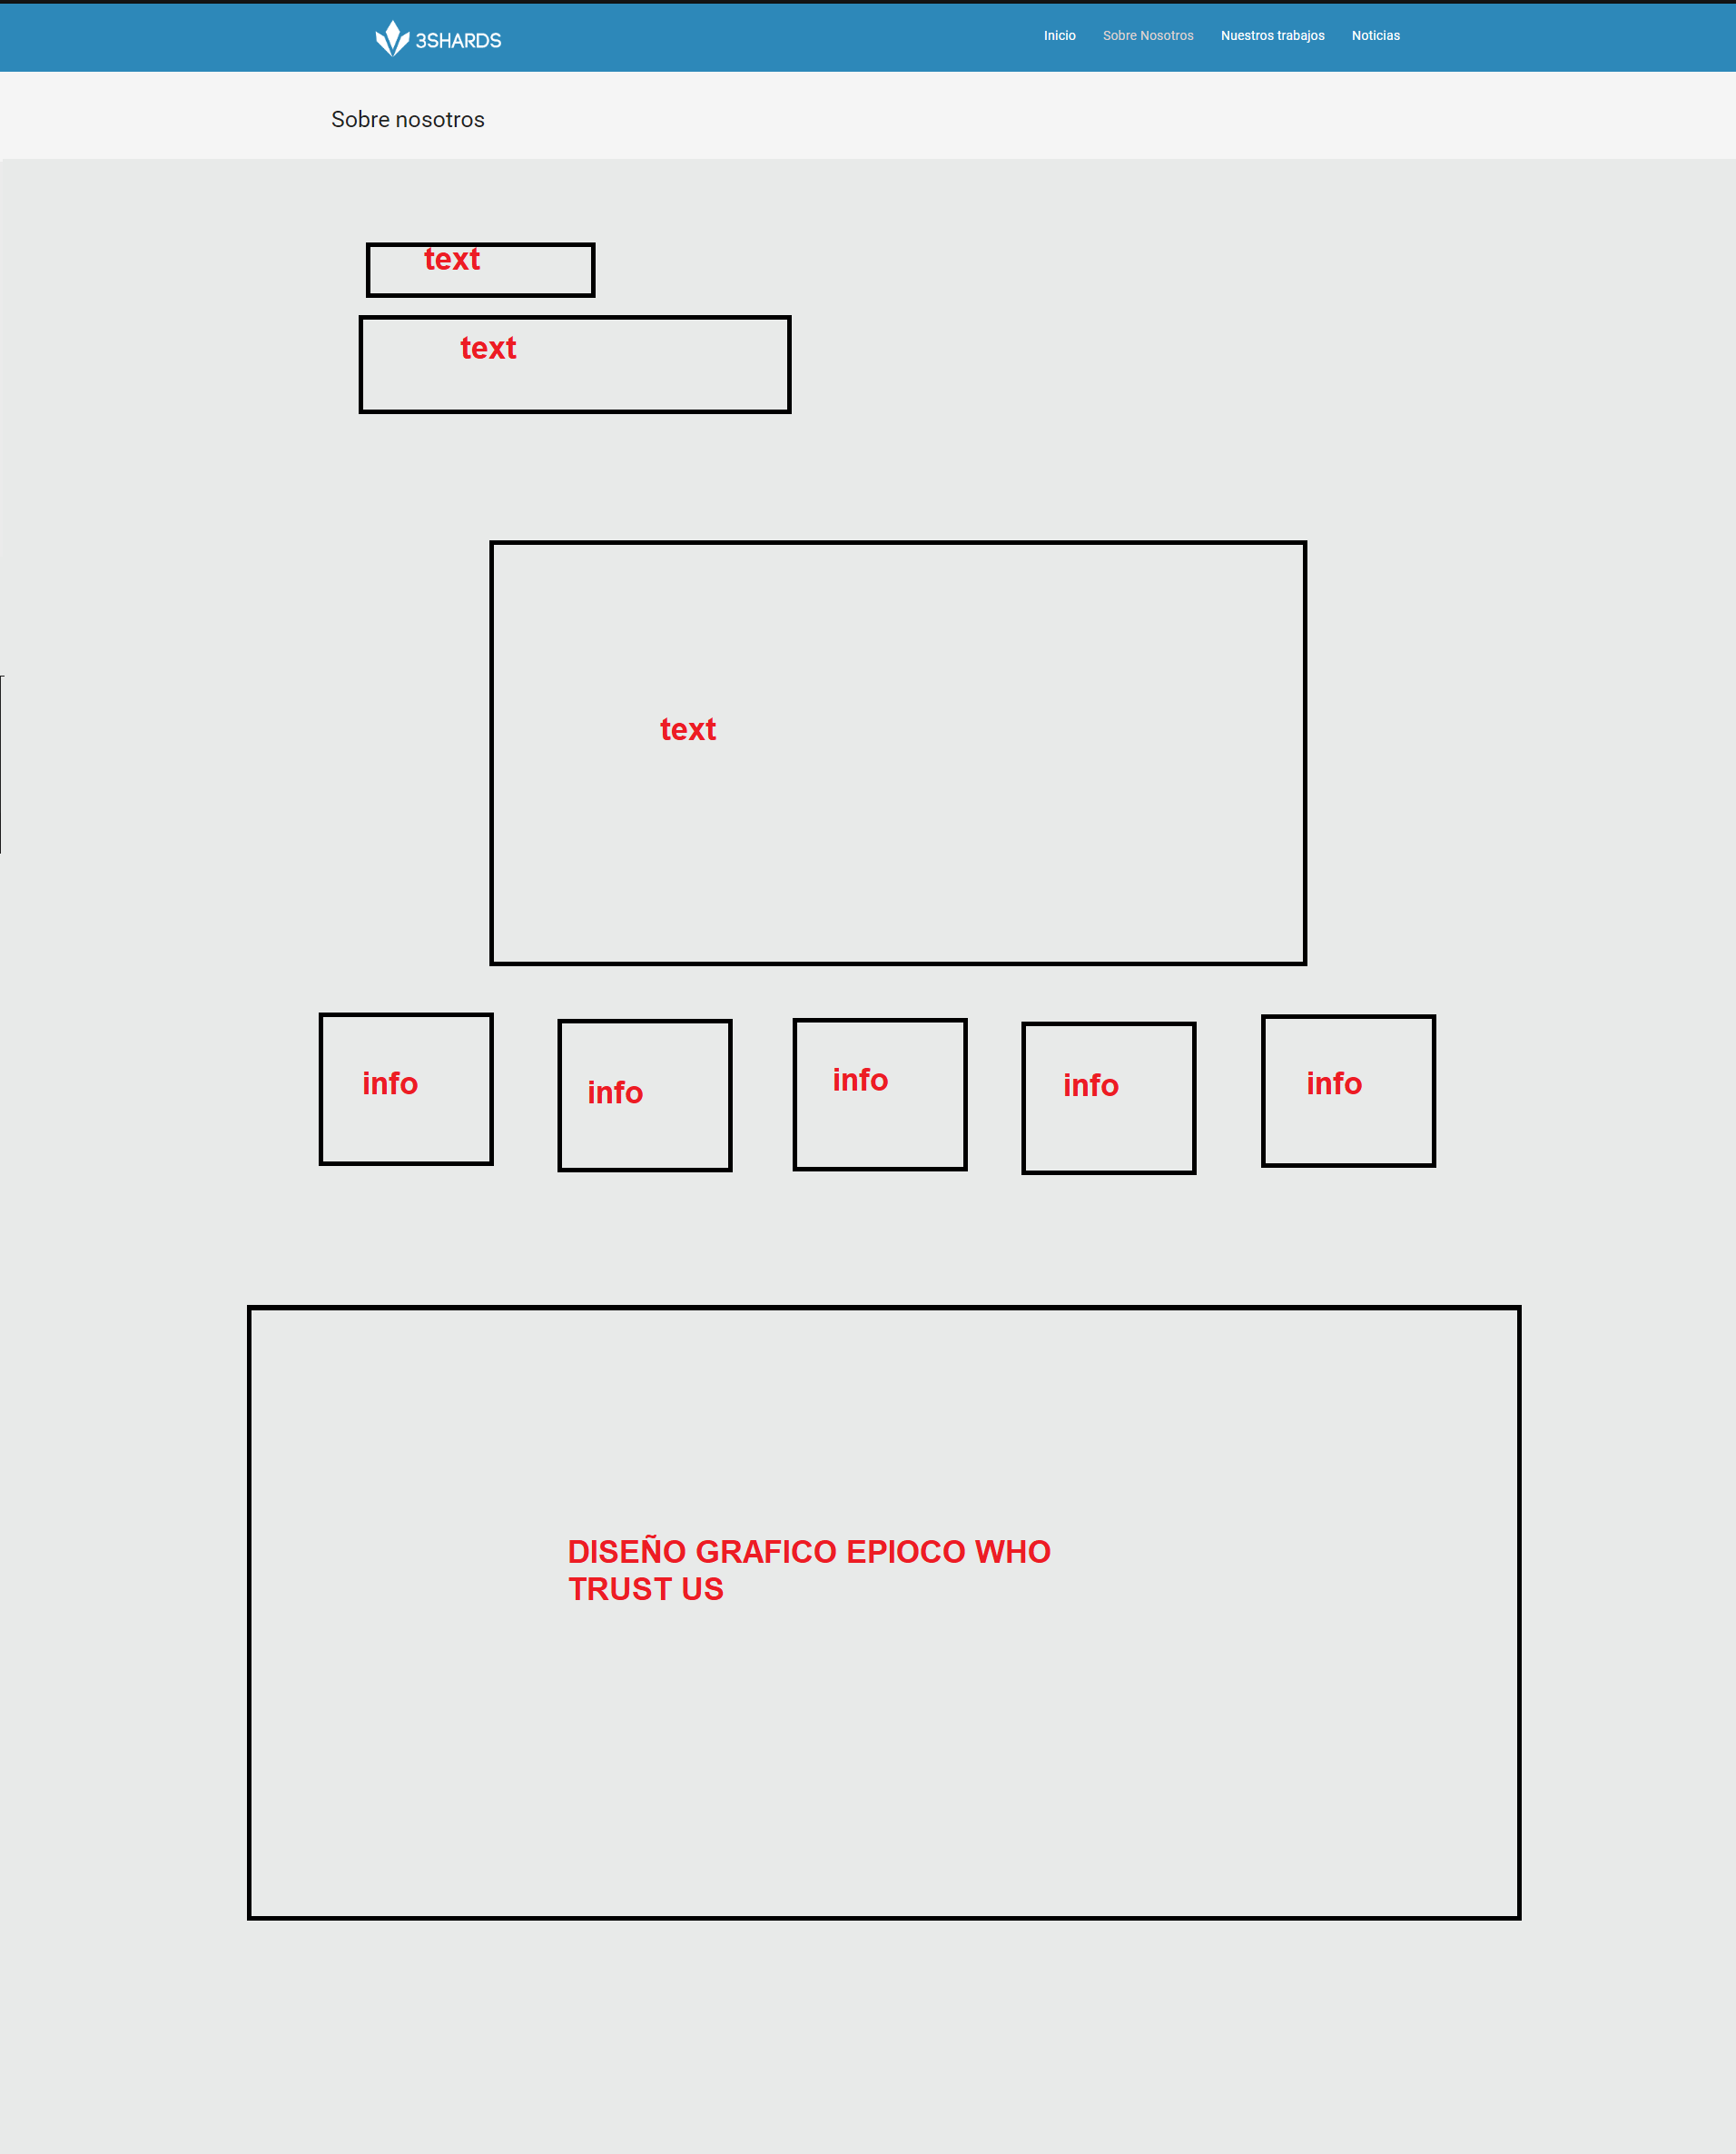 3SHARDS
Inicio Sobre Nosotros Nuestros trabajos Noticias
Sobre nosotros
text
text
text
info
info
info
info
info
DISEÑO GRAFICO EPIOCO WHO
TRUST US